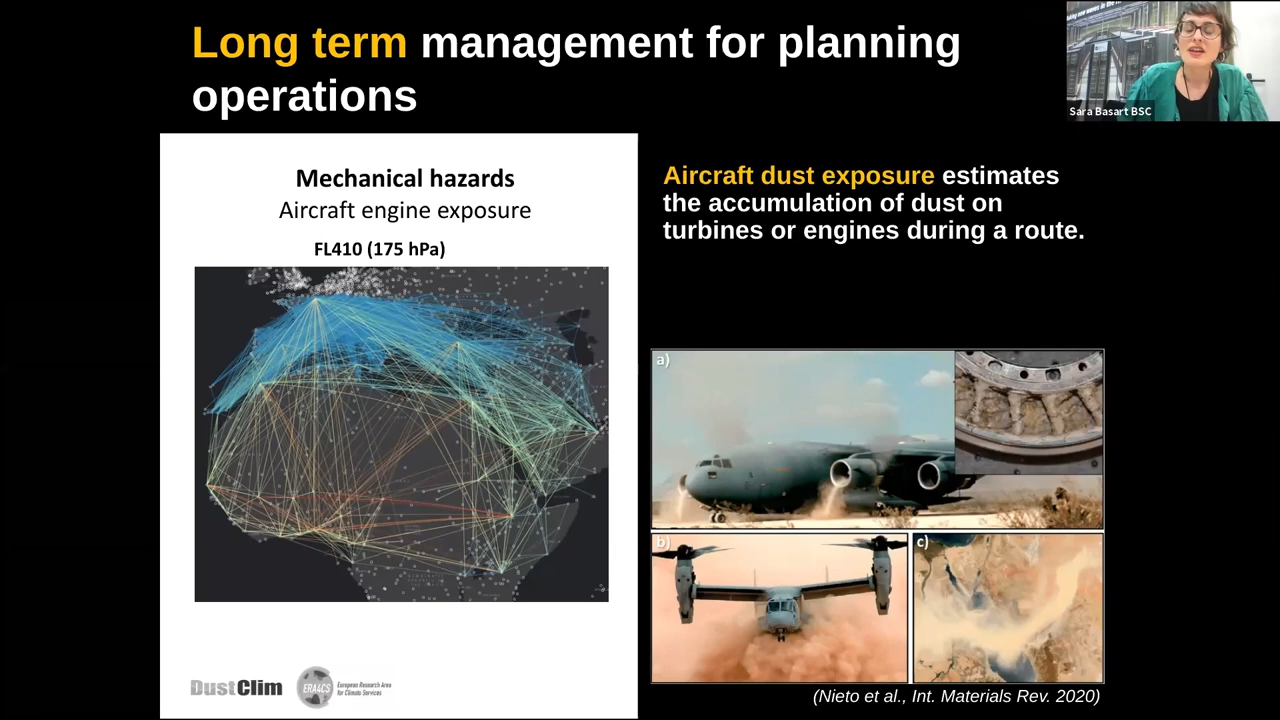 Long term management for planning
operations
Sara Basart BSC
Mechanical hazards
Aircraft engine exposure
FL410 (175 hPa)
Aircraft dust exposure estimates
the accumulation of dust on
turbines or engines during a route.
a)
b)
c)
DustClim
ERA4CS
European Research Area
for Climate Services
(Nieto et al., Int. Materials Rev. 2020)